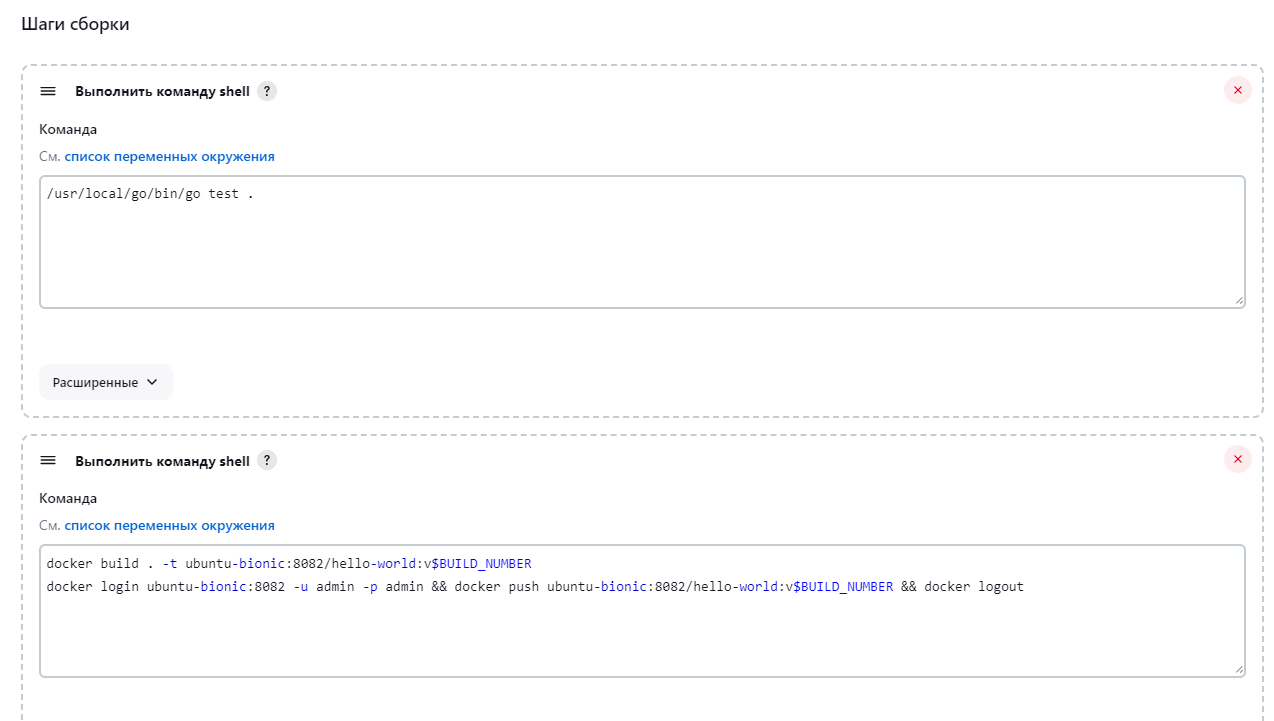 Шаги сборки
Выполнить команду shell ?
Команда
См. список переменных окружения
/usr/local/go/bin/go test .
Расширенные
Выполнить команду shell ?
Команда
См. список переменных окружения
docker build . -t ubuntu-bionic:8082/hello-world:v$BUILD_NUMBER
docker login ubuntu-bionic:8082 -u admin -p admin && docker push ubuntu-bionic:8082/hello-world:v$BUILD_NUMBER && docker logout